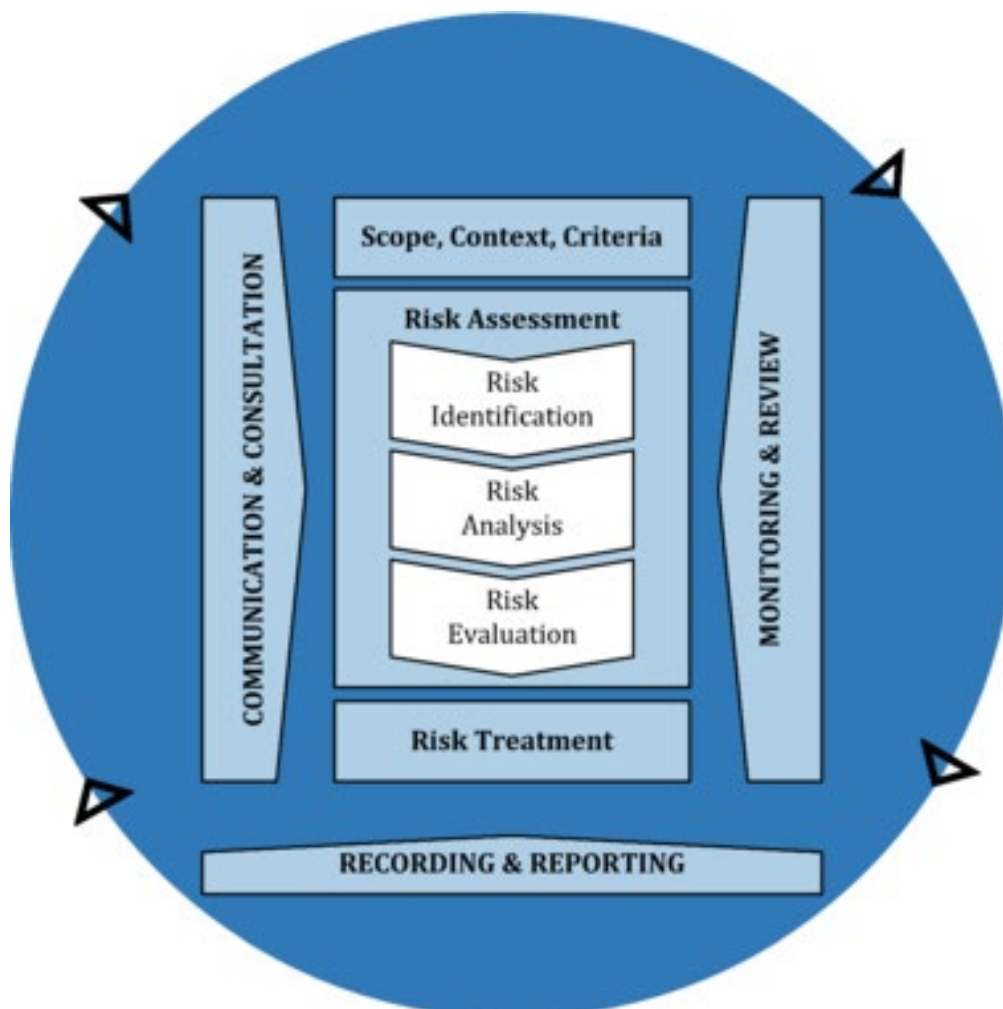 Scope, Context, Criteria
COMMUNICATION & CONSULTATION
Risk Assessment
Risk
Identification
Risk
Analysis
Risk
Evaluation
MONITORING & REVIEW
Risk Treatment
RECORDING & REPORTING